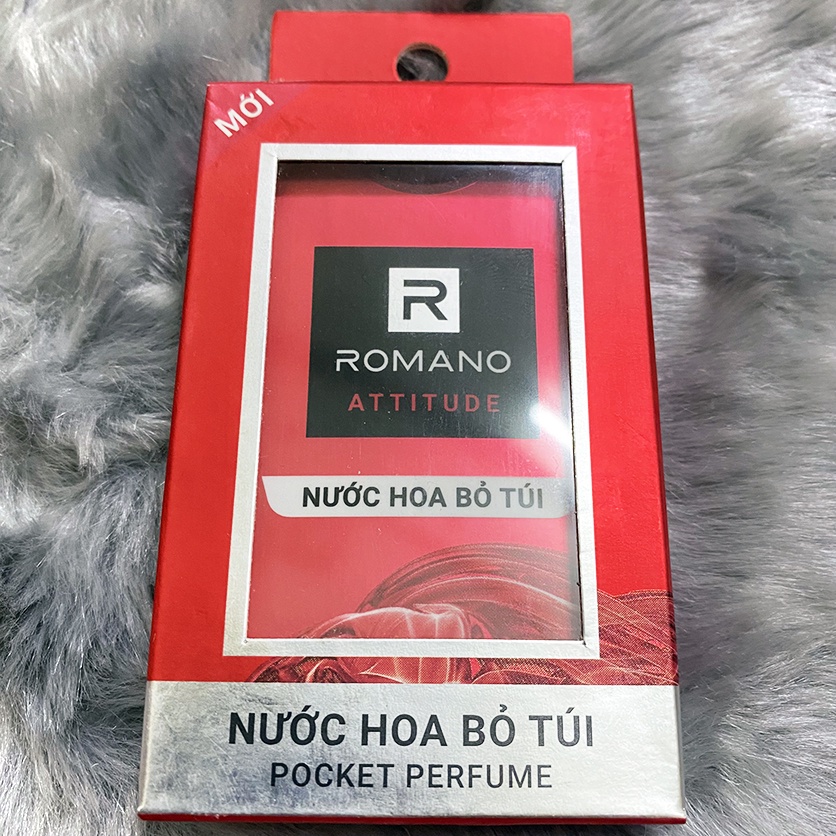 MỚI
R
ROMANO
ATTITUDE
NƯỚC HOA BỎ TÚI
NƯỚC HOA BỎ TÚI
POCKET PERFUME